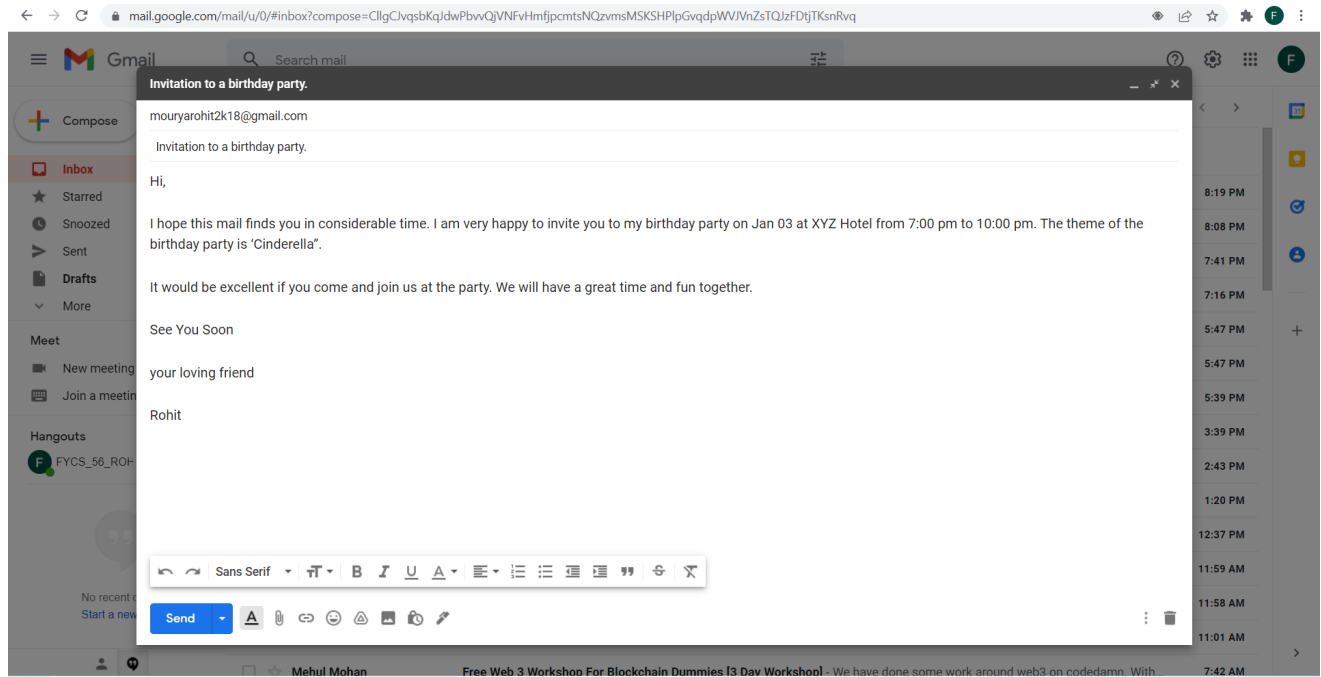 mail.google.com/mail/u/0/#inbox?compose=CllgCJvqsbKqJdwPbvvQjVNFvHmfjpcmtsNQzvmsMSKSHPlpGvqdpWVJVnZsTQJzFDtjTKsnRvq
F
Gmail
Search mail
F
Invitation to a birthday party.
Compose
mouryarohit2k18@gmail.com
31
Invitation to a birthday party.
Inbox
Hi,
Starred
8:19 PM
Snoozed
I hope this mail finds you in considerable time. I am very happy to invite you to my birthday party on Jan 03 at XYZ Hotel from 7:00 pm to 10:00 pm. The theme of the
8:08 PM
birthday party is ‘Cinderella”.
Sent
7:41 PM
Drafts
It would be excellent if you come and join us at the party. We will have a great time and fun together.
7:16 PM
More
See You Soon
5:47 PM
Meet
New meeting
your loving friend
5:47 PM
Join a meetin
5:39 PM
Rohit
Hangouts
3:39 PM
F
FYCS_56_ROH
2:43 PM
1:20 PM
12:37 PM
Sans Serif
11:59 AM
No recent c
Start a new
11:58 AM
Send
11:01 AM
Mehul Mohan
Free Web 3 Workshop For Blockchain Dummies [3 Day Workshop] - We have done some work around web3 on codedamn. With...
7:42 AM